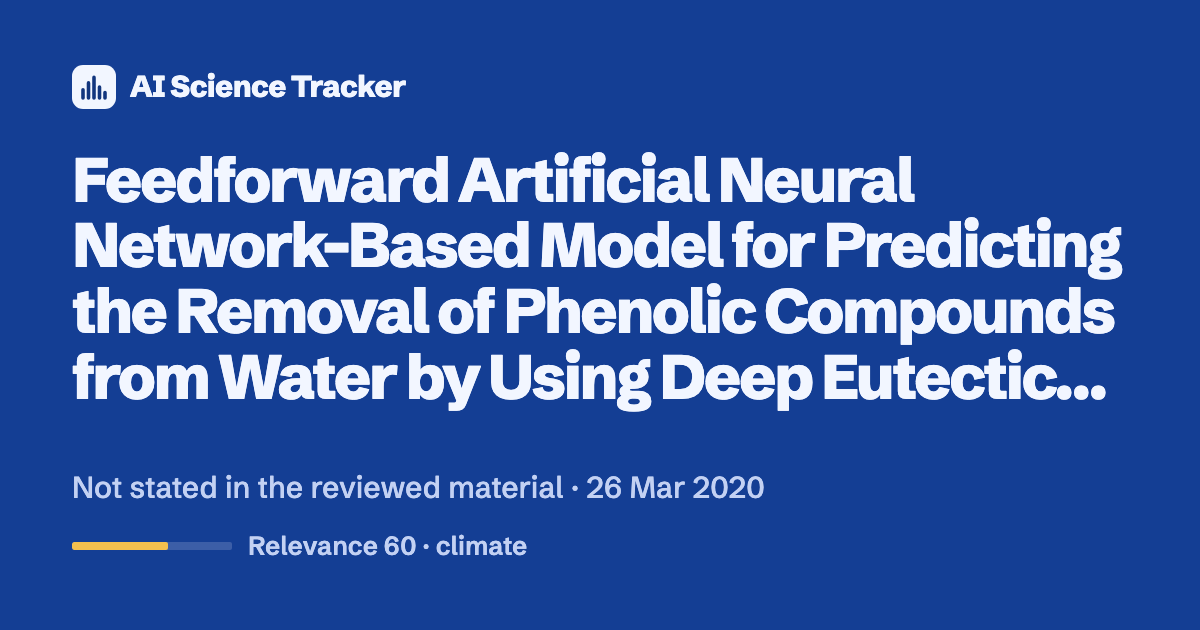 AI Science Tracker
Feedforward Artificial Neural
Network-Based Model for Predicting
the Removal of Phenolic Compounds
from Water by Using Deep Eutectic...
Not stated in the reviewed material · 26 Mar 2020
Relevance 60 · climate